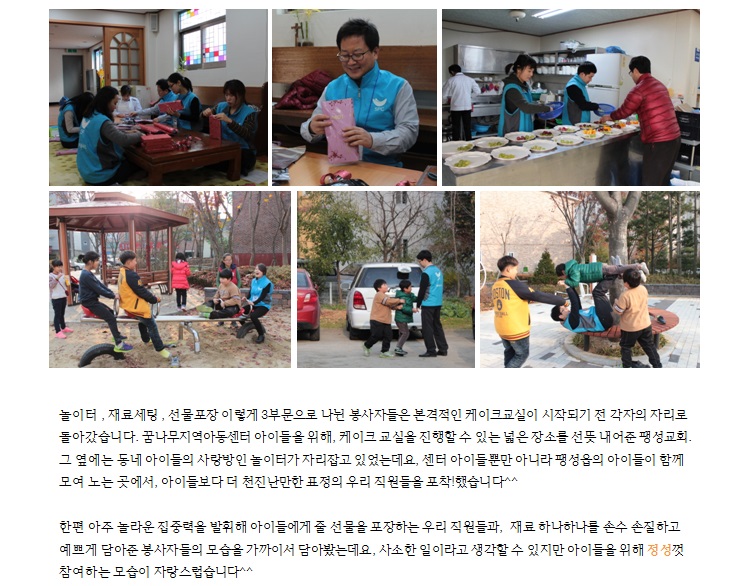 놀이터 , 재료세팅 , 선물포장 이렇게 3부문으로 나뉜 봉사자들은 본격적인 케이크교실이 시작되기 전 각자의 자리로
돌아갔습니다. 꿈나무지역아동센터 아이들을 위해, 케이크 교실을 진행할 수 있는 넓은 장소를 선뜻 내어준 팽성교회.
그 옆에는 동네 아이들의 사랑방인 놀이터가 자리잡고 있었는데요, 센터 아이들뿐만 아니라 팽성읍의 아이들이 함께
모여 노는 곳에서, 아이들보다 더 천진난만한 표정의 우리 직원들을 포착!했습니다^^
한편 아주 놀라운 집중력을 발휘해 아이들에게 줄 선물을 포장하는 우리 직원들과,  재료 하나하나를 손수 손질하고
예쁘게 담아준 봉사자들의 모습을 가까이서 담아봤는데요, 사소한 일이라고 생각할 수 있지만 아이들을 위해 정성껏
참여하는 모습이 자랑스럽습니다^^